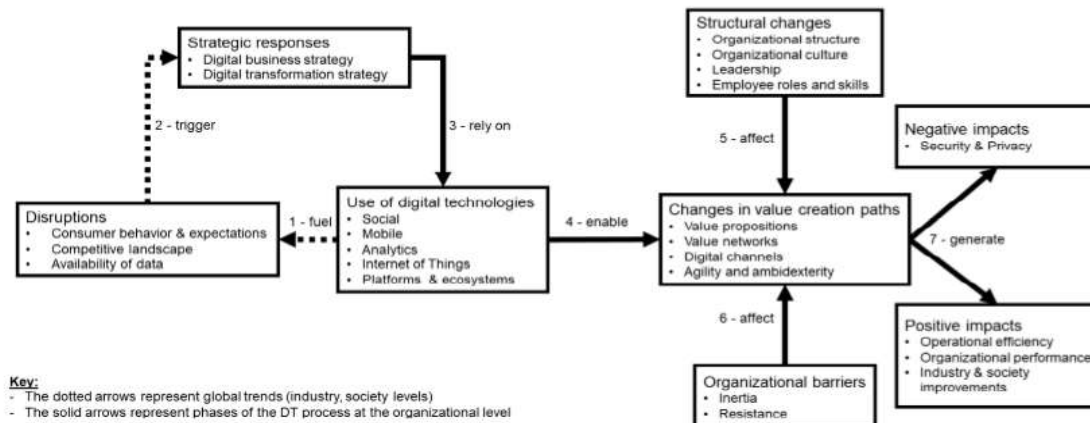 Strategic responses
• Digital business strategy
• Digital transformation strategy
2 - trigger
3 - rely on
Disruptions
• Consumer behavior & expectations
• Competitive landscape
• Availability of data
1 - fuel
Use of digital technologies
• Social
• Mobile
• Analytics
• Internet of Things
• Platforms & ecosystems
4 - enable
Structural changes
• Organizational structure
• Organizational culture
• Leadership
• Employee roles and skills
5 - affect
Changes in value creation paths
• Value propositions
• Value networks
• Digital channels
• Agility and ambidexterity
6 - affect
Organizational barriers
• Inertia
• Resistance
Negative impacts
• Security & Privacy
7 - generate
Positive impacts
• Operational efficiency
• Organizational performance
• Industry & society
improvements
Key:
- The dotted arrows represent global trends (industry, society levels)
- The solid arrows represent phases of the DT process at the organizational level